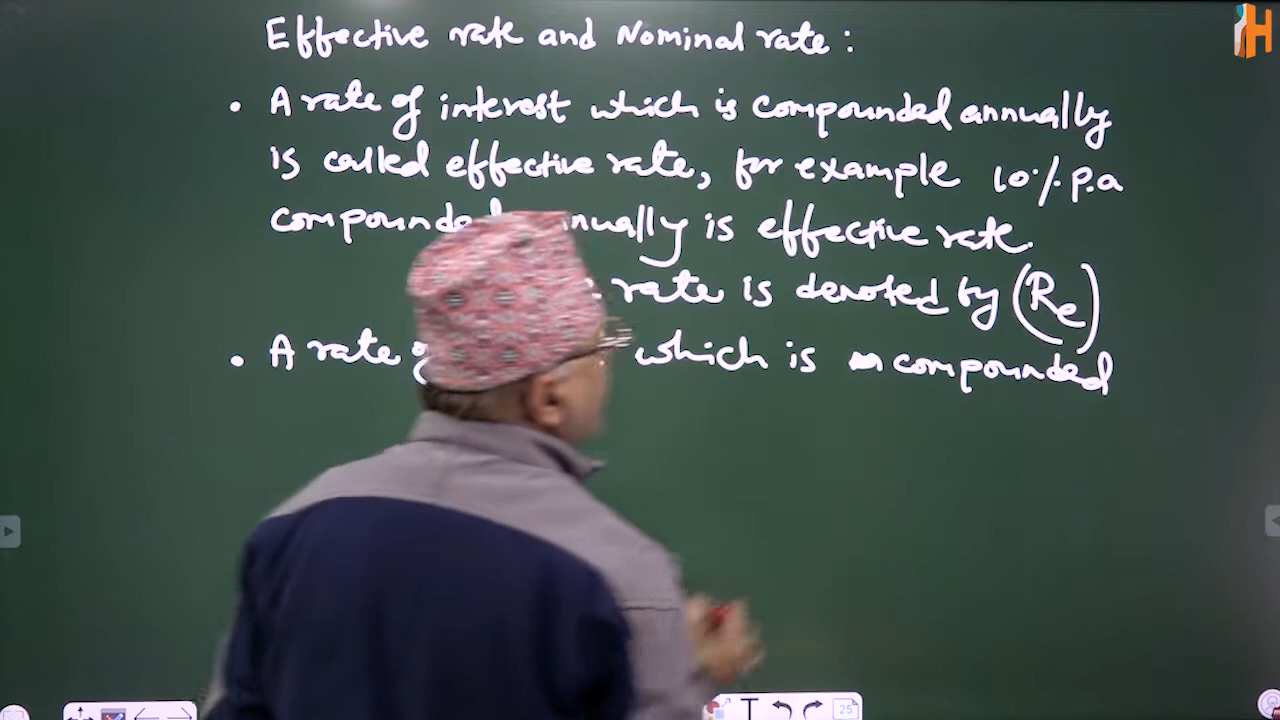 Effective rate and Nominal rate :
• A rate of interest which is compounded annually
is called effective rate, for example 10% p.a
compounded annually is effective rate.
rate is denoted by (Re)
• A rate which is compounded
T 25
H